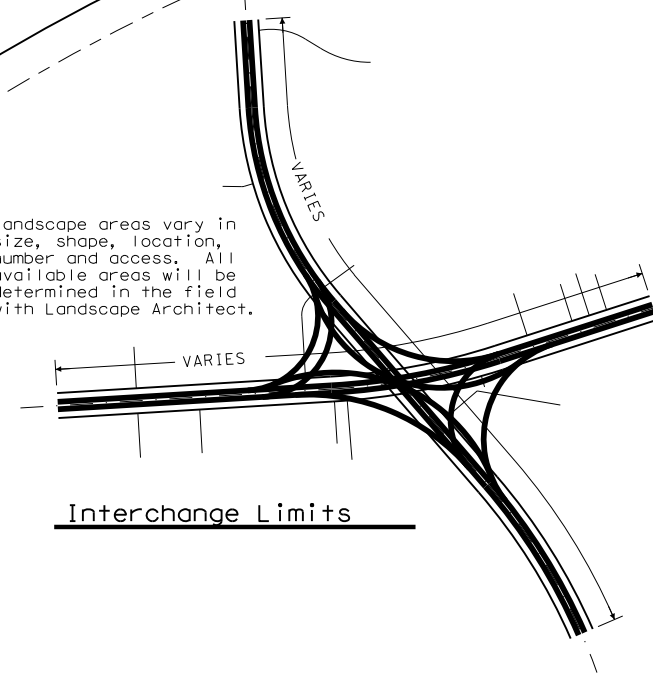 VARIES
andscape areas vary in
size, shape, location,
number and access. All
available areas will be
determined in the field
with Landscape Architect.
VARIES
Interchange Limits